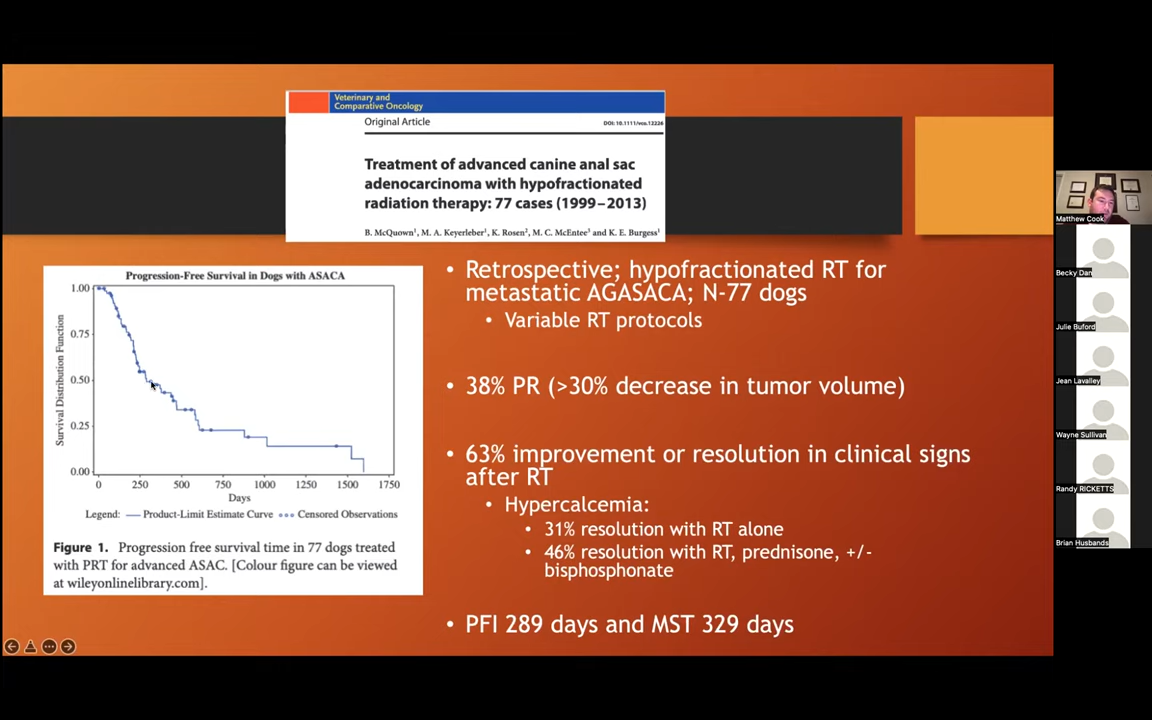 Veterinary and
Comparative Oncology
Original Article
DOI: 10.1111/vco.12226
Treatment of advanced canine anal sac
adenocarcinoma with hypofractionated
radiation therapy: 77 cases (1999–2013)
B. McQuown¹, M. A. Keyerleber¹, K. Rosen², M. C. McEntee³ and K. E. Burgess¹
Progression-Free Survival in Dogs with ASACA
Survival Distribution Function
1.00
0.75
0.50
0.25
0.00
0 250 500 750 1000 1250 1500 1750
Days
Legend: Product-Limit Estimate Curve Censored Observations
Figure 1. Progression free survival time in 77 dogs treated
with PRT for advanced ASAC. [Colour figure can be viewed
at wileyonlinelibrary.com].
• Retrospective; hypofractionated RT for
metastatic AGASACA; N-77 dogs
• Variable RT protocols
• 38% PR (>30% decrease in tumor volume)
• 63% improvement or resolution in clinical signs
after RT
• Hypercalcemia:
• 31% resolution with RT alone
• 46% resolution with RT, prednisone, +/-
bisphosphonate
• PFI 289 days and MST 329 days
Matthew Cook
Becky Dan
Julie Buford
Jean Lavalley
Wayne Sullivan
Randy RICKETTS
Brian Husbands